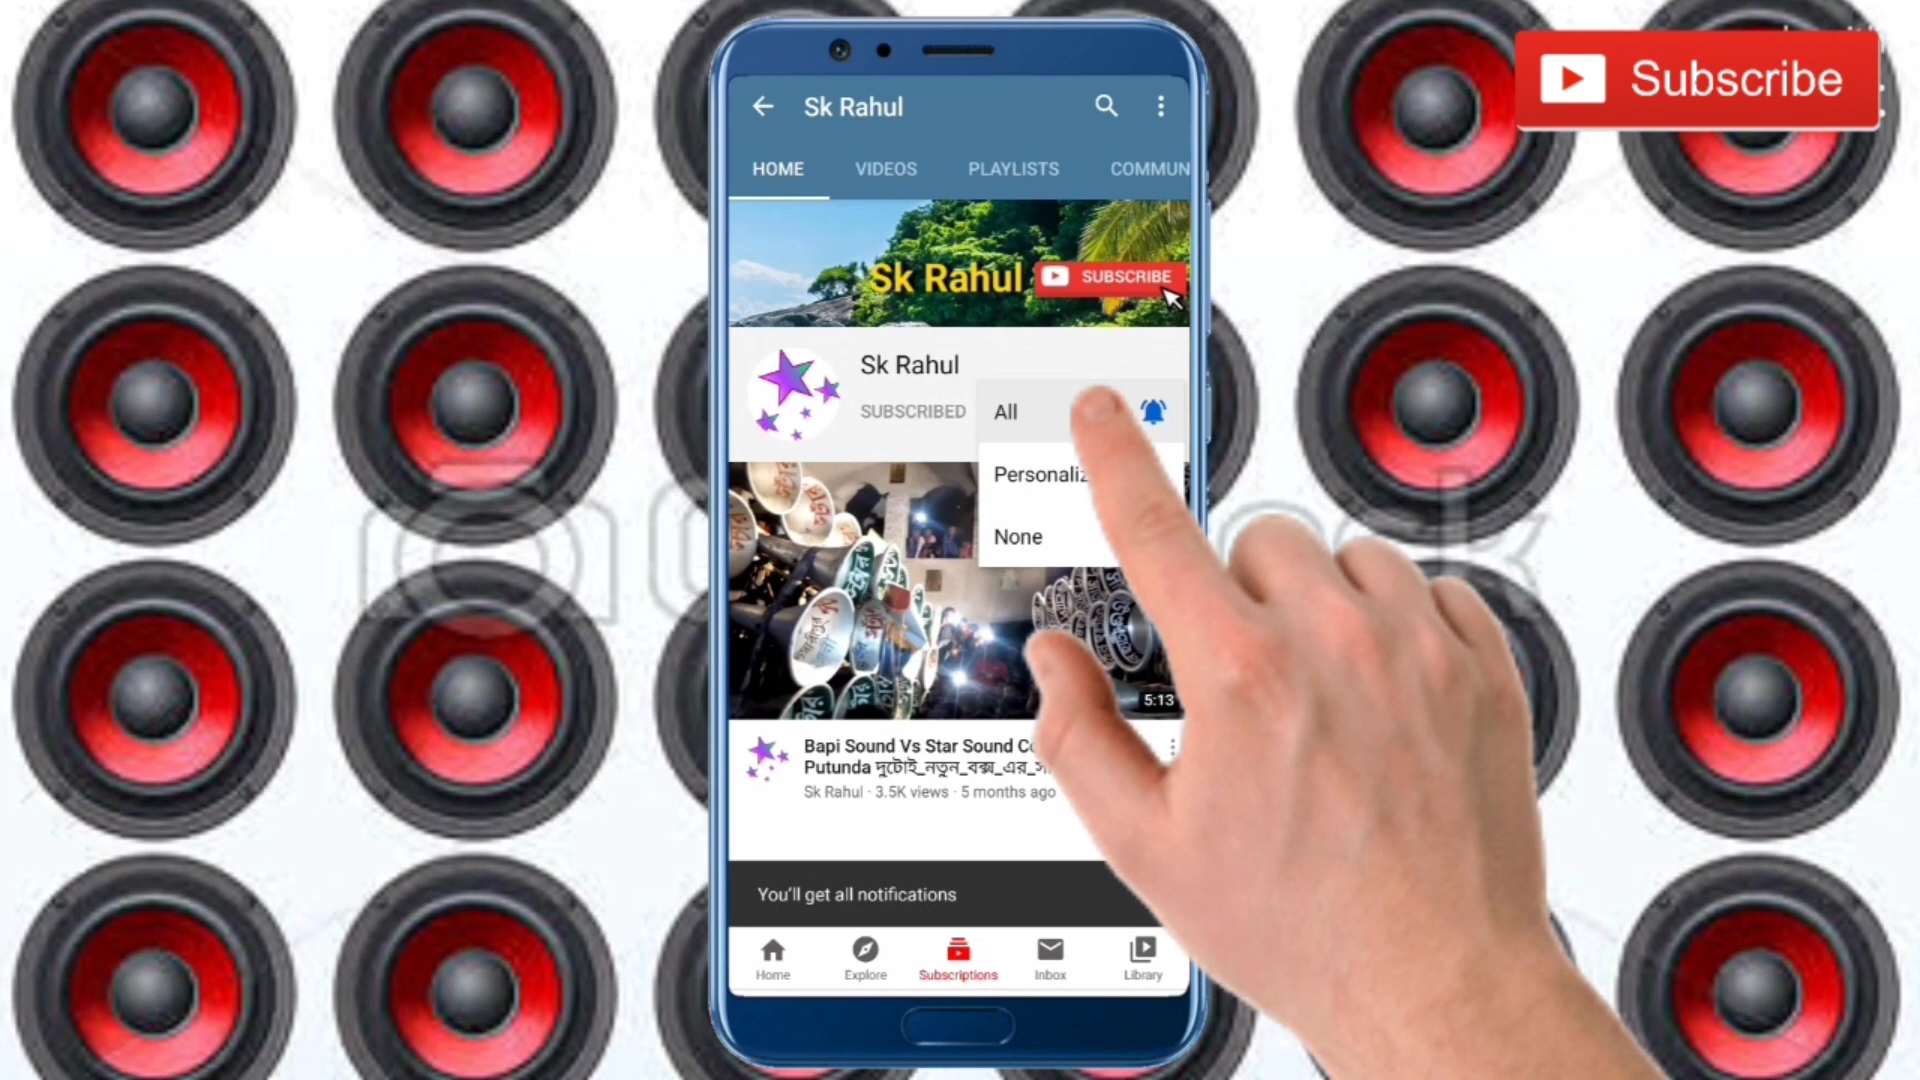 Subscribe
Sk Rahul
HOME VIDEOS PLAYLISTS COMMUN
Sk Rahul SUBSCRIBE
Sk Rahul
SUBSCRIBED All
Personaliz
None
5:13
Bapi Sound Vs Star Sound
Putunda দুটোই_নতুন_বক্স_এর
Sk Rahul · 3.5K views · 5 months ago
You'll get all notifications
Home Explore Subscriptions Inbox Library